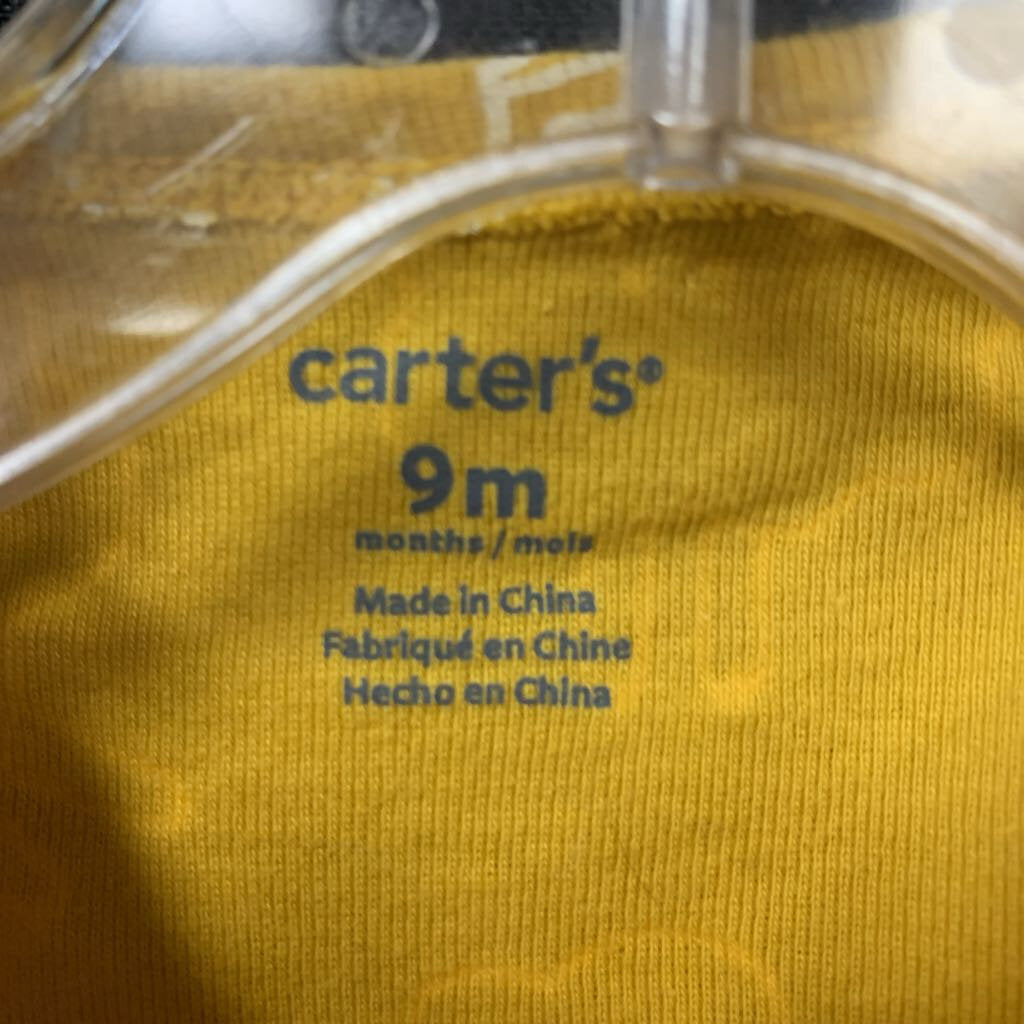 carter's®
9m
months / mois
Made in China
Fabriqué en Chine
Hecho en China